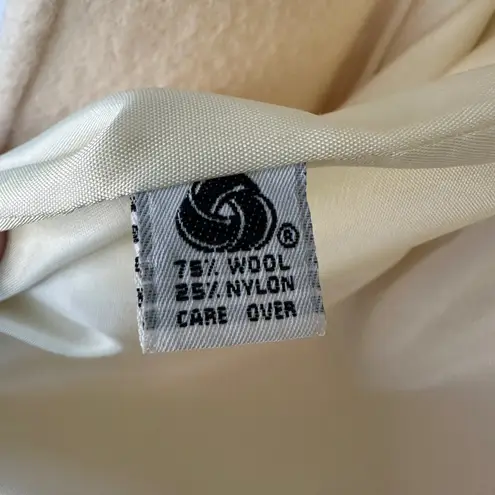 ®
75% WOOL
25% NYLON
CARE OVER